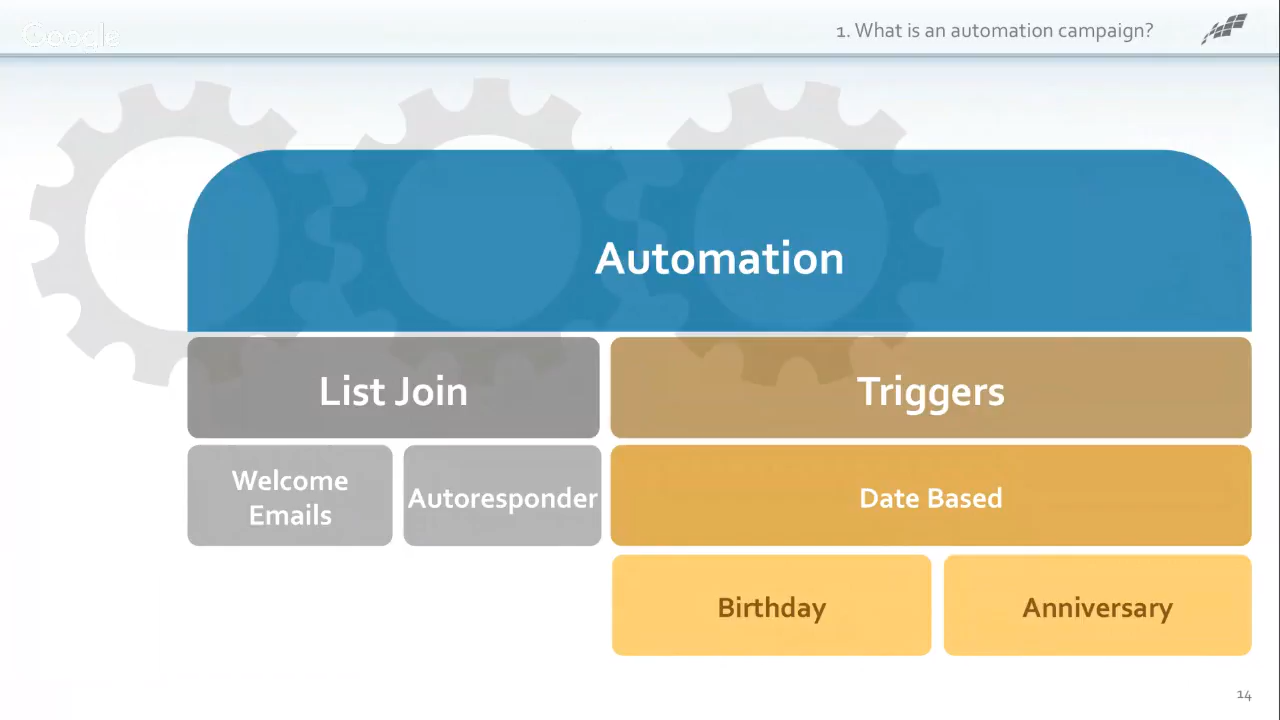 Google
1. What is an automation campaign?
Automation
List Join
Triggers
Welcome
Emails
Autoresponder
Date Based
Birthday
Anniversary
14